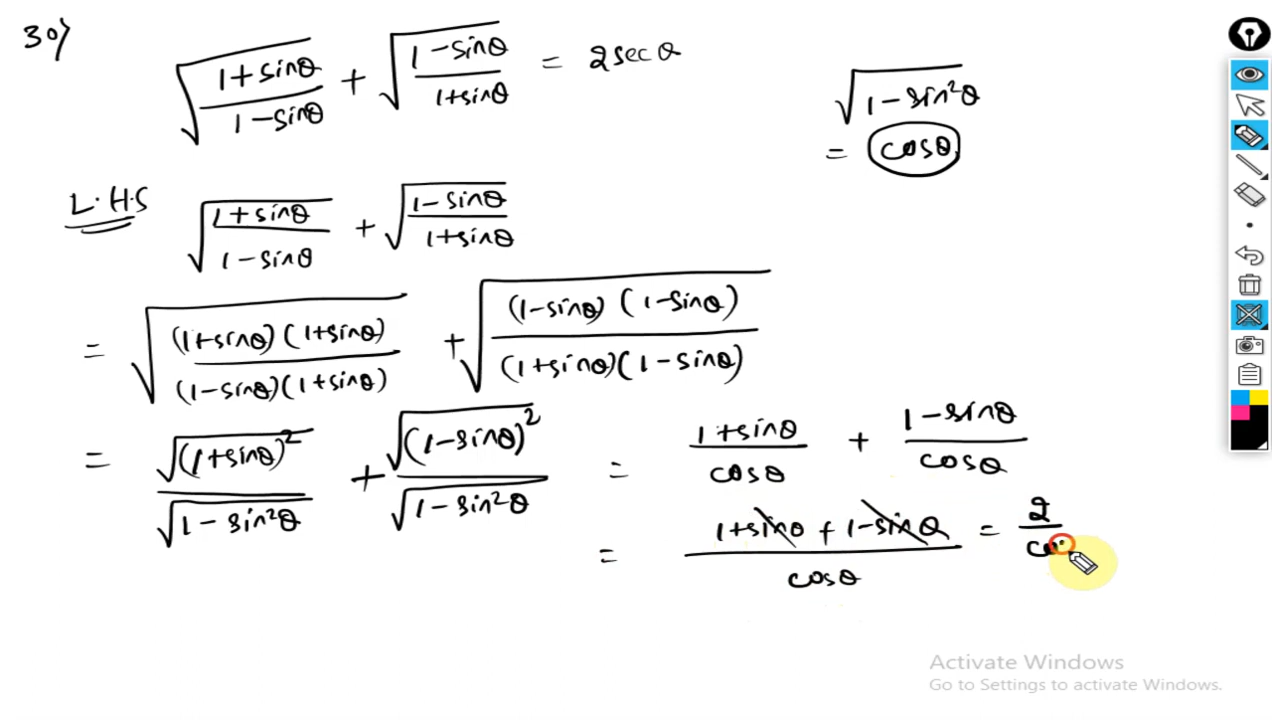 30)
√((1+sinθ)/(1-sinθ)) + √((1-sinθ)/(1+sinθ)) = 2secθ
√(1-sin²θ)
= cosθ
L.H.S
√((1+sinθ)/(1-sinθ)) + √((1-sinθ)/(1+sinθ))
= √(((1+sinθ)(1+sinθ))/((1-sinθ)(1+sinθ))) + √(((1-sinθ)(1-sinθ))/((1+sinθ)(1-sinθ)))
= √((1+sinθ)²)/√(1-sin²θ) + √((1-sinθ)²)/√(1-sin²θ)
= (1+sinθ)/cosθ + (1-sinθ)/cosθ
= (1+sinθ+1-sinθ)/cosθ = 2/co
Activate Windows
Go to Settings to activate Windows.